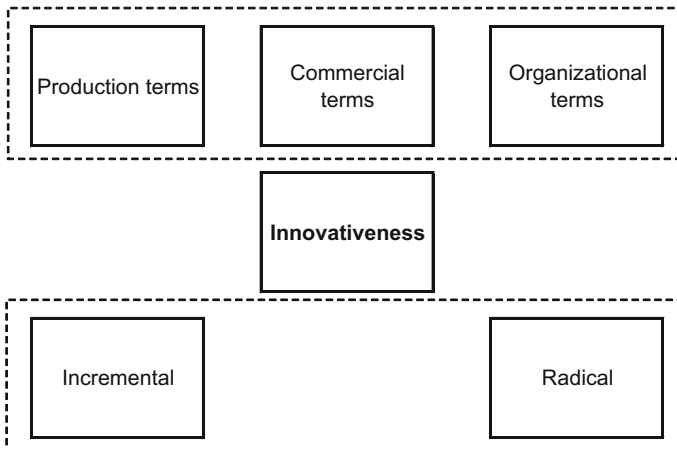 Production terms
Commercial
terms
Organizational
terms
Innovativeness
Incremental
Radical